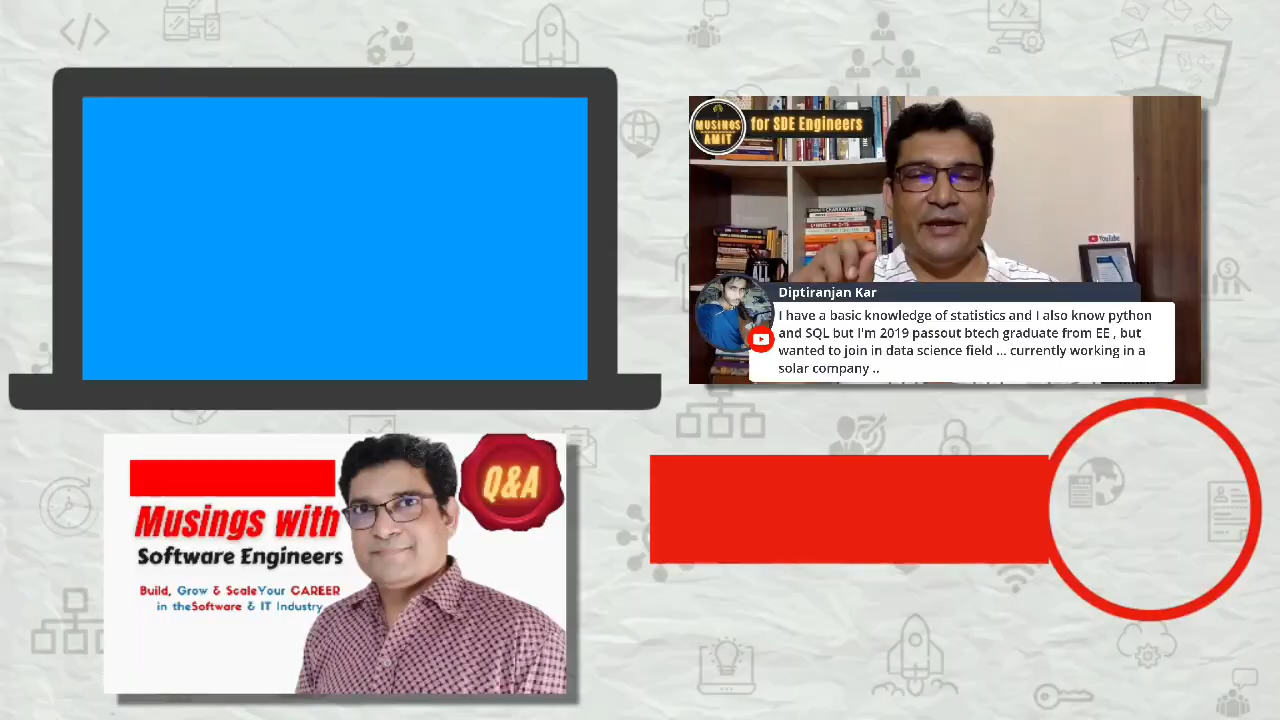 MUSINGS
AMIT
for SDE Engineers
YouTube
Diptiranjan Kar
I have a basic knowledge of statistics and I also know python
and SQL but I'm 2019 passout btech graduate from EE , but
wanted to join in data science field ... currently working in a
solar company ..
Q&A
Musings with
Software Engineers
Build, Grow & ScaleYour CAREER
in theSoftware & IT Industry